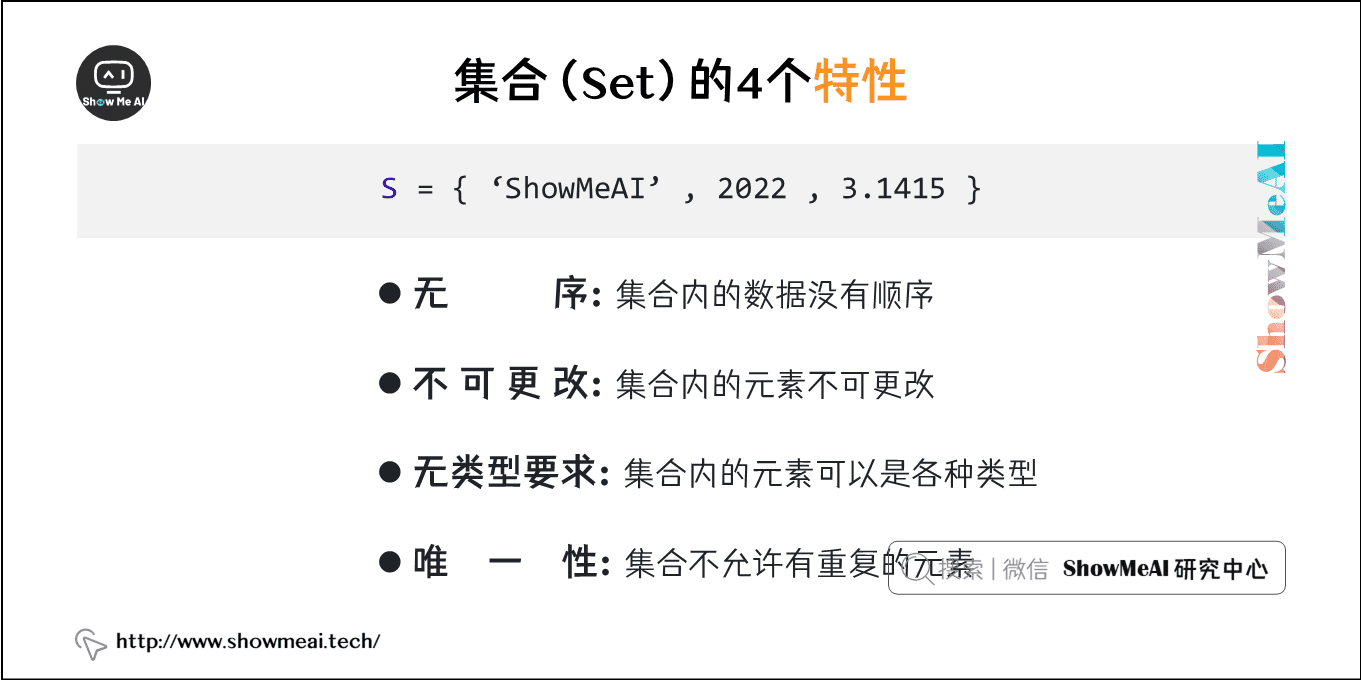 Show Me AI
集合(Set)的4个特性
S = { ‘ShowMeAI’ , 2022 , 3.1415 }
ShowMeAI
● 无 序: 集合内的数据没有顺序
● 不可更改: 集合内的元素不可更改
● 无类型要求: 集合内的元素可以是各种类型
● 唯 一 性: 集合不允许有重复的元素
搜索 | 微信 ShowMeAI 研究中心
http://www.showmeai.tech/